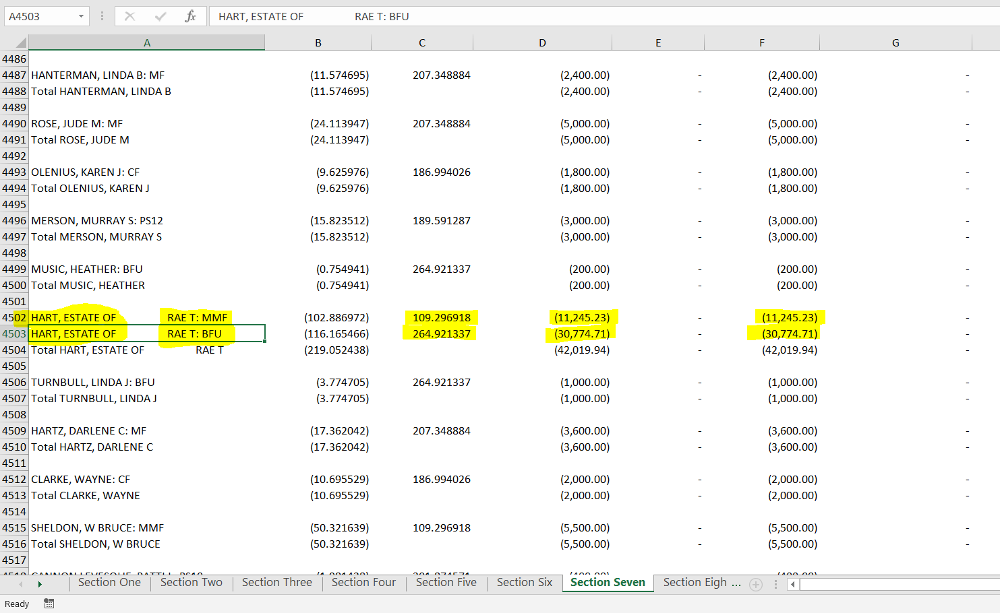 A4503 fx HART, ESTATE OF RAE T: BFU
A B C D E F G
4486
4487 HANTERMAN, LINDA B: MF (11.574695) 207.348884 (2,400.00) - (2,400.00) -
4488 Total HANTERMAN, LINDA B (11.574695) (2,400.00) - (2,400.00) -
4489
4490 ROSE, JUDE M: MF (24.113947) 207.348884 (5,000.00) - (5,000.00) -
4491 Total ROSE, JUDE M (24.113947) (5,000.00) - (5,000.00) -
4492
4493 OLENIUS, KAREN J: CF (9.625976) 186.994026 (1,800.00) - (1,800.00) -
4494 Total OLENIUS, KAREN J (9.625976) (1,800.00) - (1,800.00) -
4495
4496 MERSON, MURRAY S: PS12 (15.823512) 189.591287 (3,000.00) - (3,000.00) -
4497 Total MERSON, MURRAY S (15.823512) (3,000.00) - (3,000.00) -
4498
4499 MUSIC, HEATHER: BFU (0.754941) 264.921337 (200.00) - (200.00) -
4500 Total MUSIC, HEATHER (0.754941) (200.00) - (200.00) -
4501
4502 HART, ESTATE OF RAE T: MMF (102.886972) 109.296918 (11,245.23) - (11,245.23) -
4503 HART, ESTATE OF RAE T: BFU (116.165466) 264.921337 (30,774.71) - (30,774.71) -
4504 Total HART, ESTATE OF RAE T (219.052438) (42,019.94) - (42,019.94) -
4505
4506 TURNBULL, LINDA J: BFU (3.774705) 264.921337 (1,000.00) - (1,000.00) -
4507 Total TURNBULL, LINDA J (3.774705) (1,000.00) - (1,000.00) -
4508
4509 HARTZ, DARLENE C: MF (17.362042) 207.348884 (3,600.00) - (3,600.00) -
4510 Total HARTZ, DARLENE C (17.362042) (3,600.00) - (3,600.00) -
4511
4512 CLARKE, WAYNE: CF (10.695529) 186.994026 (2,000.00) - (2,000.00) -
4513 Total CLARKE, WAYNE (10.695529) (2,000.00) - (2,000.00) -
4514
4515 SHELDON, W BRUCE: MMF (50.321639) 109.296918 (5,500.00) - (5,500.00) -
4516 Total SHELDON, W BRUCE (50.321639) (5,500.00) - (5,500.00) -
4517
Section One Section Two Section Three Section Four Section Five Section Six Section Seven Section Eigh ...
Ready